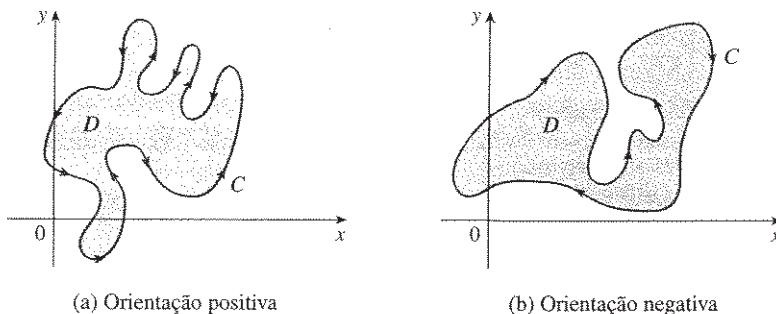 y
D
C
0
x
(a) Orientação positiva
y
D
C
0
x
(b) Orientação negativa